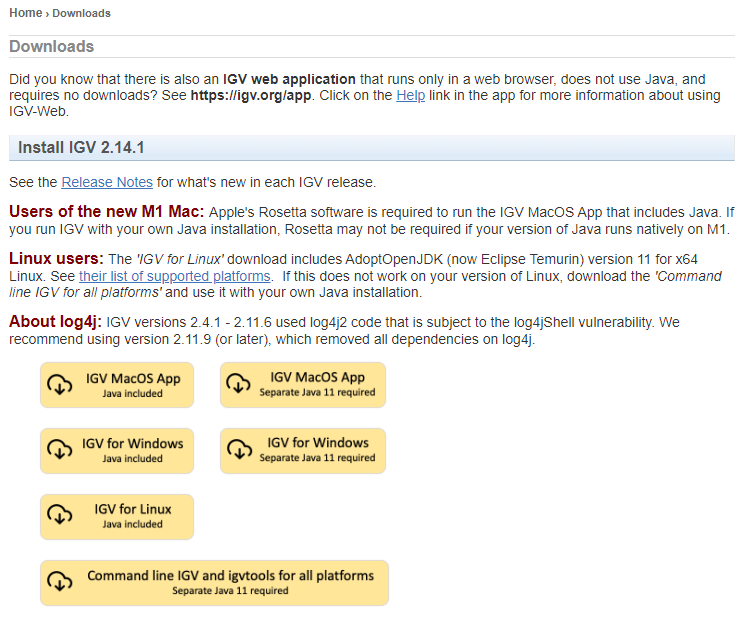 Home › Downloads
Downloads
Did you know that there is also an IGV web application that runs only in a web browser, does not use Java, and
requires no downloads? See https://igv.org/app. Click on the Help link in the app for more information about using
IGV-Web.
Install IGV 2.14.1
See the Release Notes for what's new in each IGV release.
Users of the new M1 Mac: Apple's Rosetta software is required to run the IGV MacOS App that includes Java. If
you run IGV with your own Java installation, Rosetta may not be required if your version of Java runs natively on M1.
Linux users: The 'IGV for Linux' download includes AdoptOpenJDK (now Eclipse Temurin) version 11 for x64
Linux. See their list of supported platforms. If this does not work on your version of Linux, download the 'Command
line IGV for all platforms' and use it with your own Java installation.
About log4j: IGV versions 2.4.1 - 2.11.6 used log4j2 code that is subject to the log4jShell vulnerability. We
recommend using version 2.11.9 (or later), which removed all dependencies on log4j.
IGV MacOS App
Java included
IGV MacOS App
Separate Java 11 required
IGV for Windows
Java included
IGV for Windows
Separate Java 11 required
IGV for Linux
Java included
Command line IGV and igvtools for all platforms
Separate Java 11 required